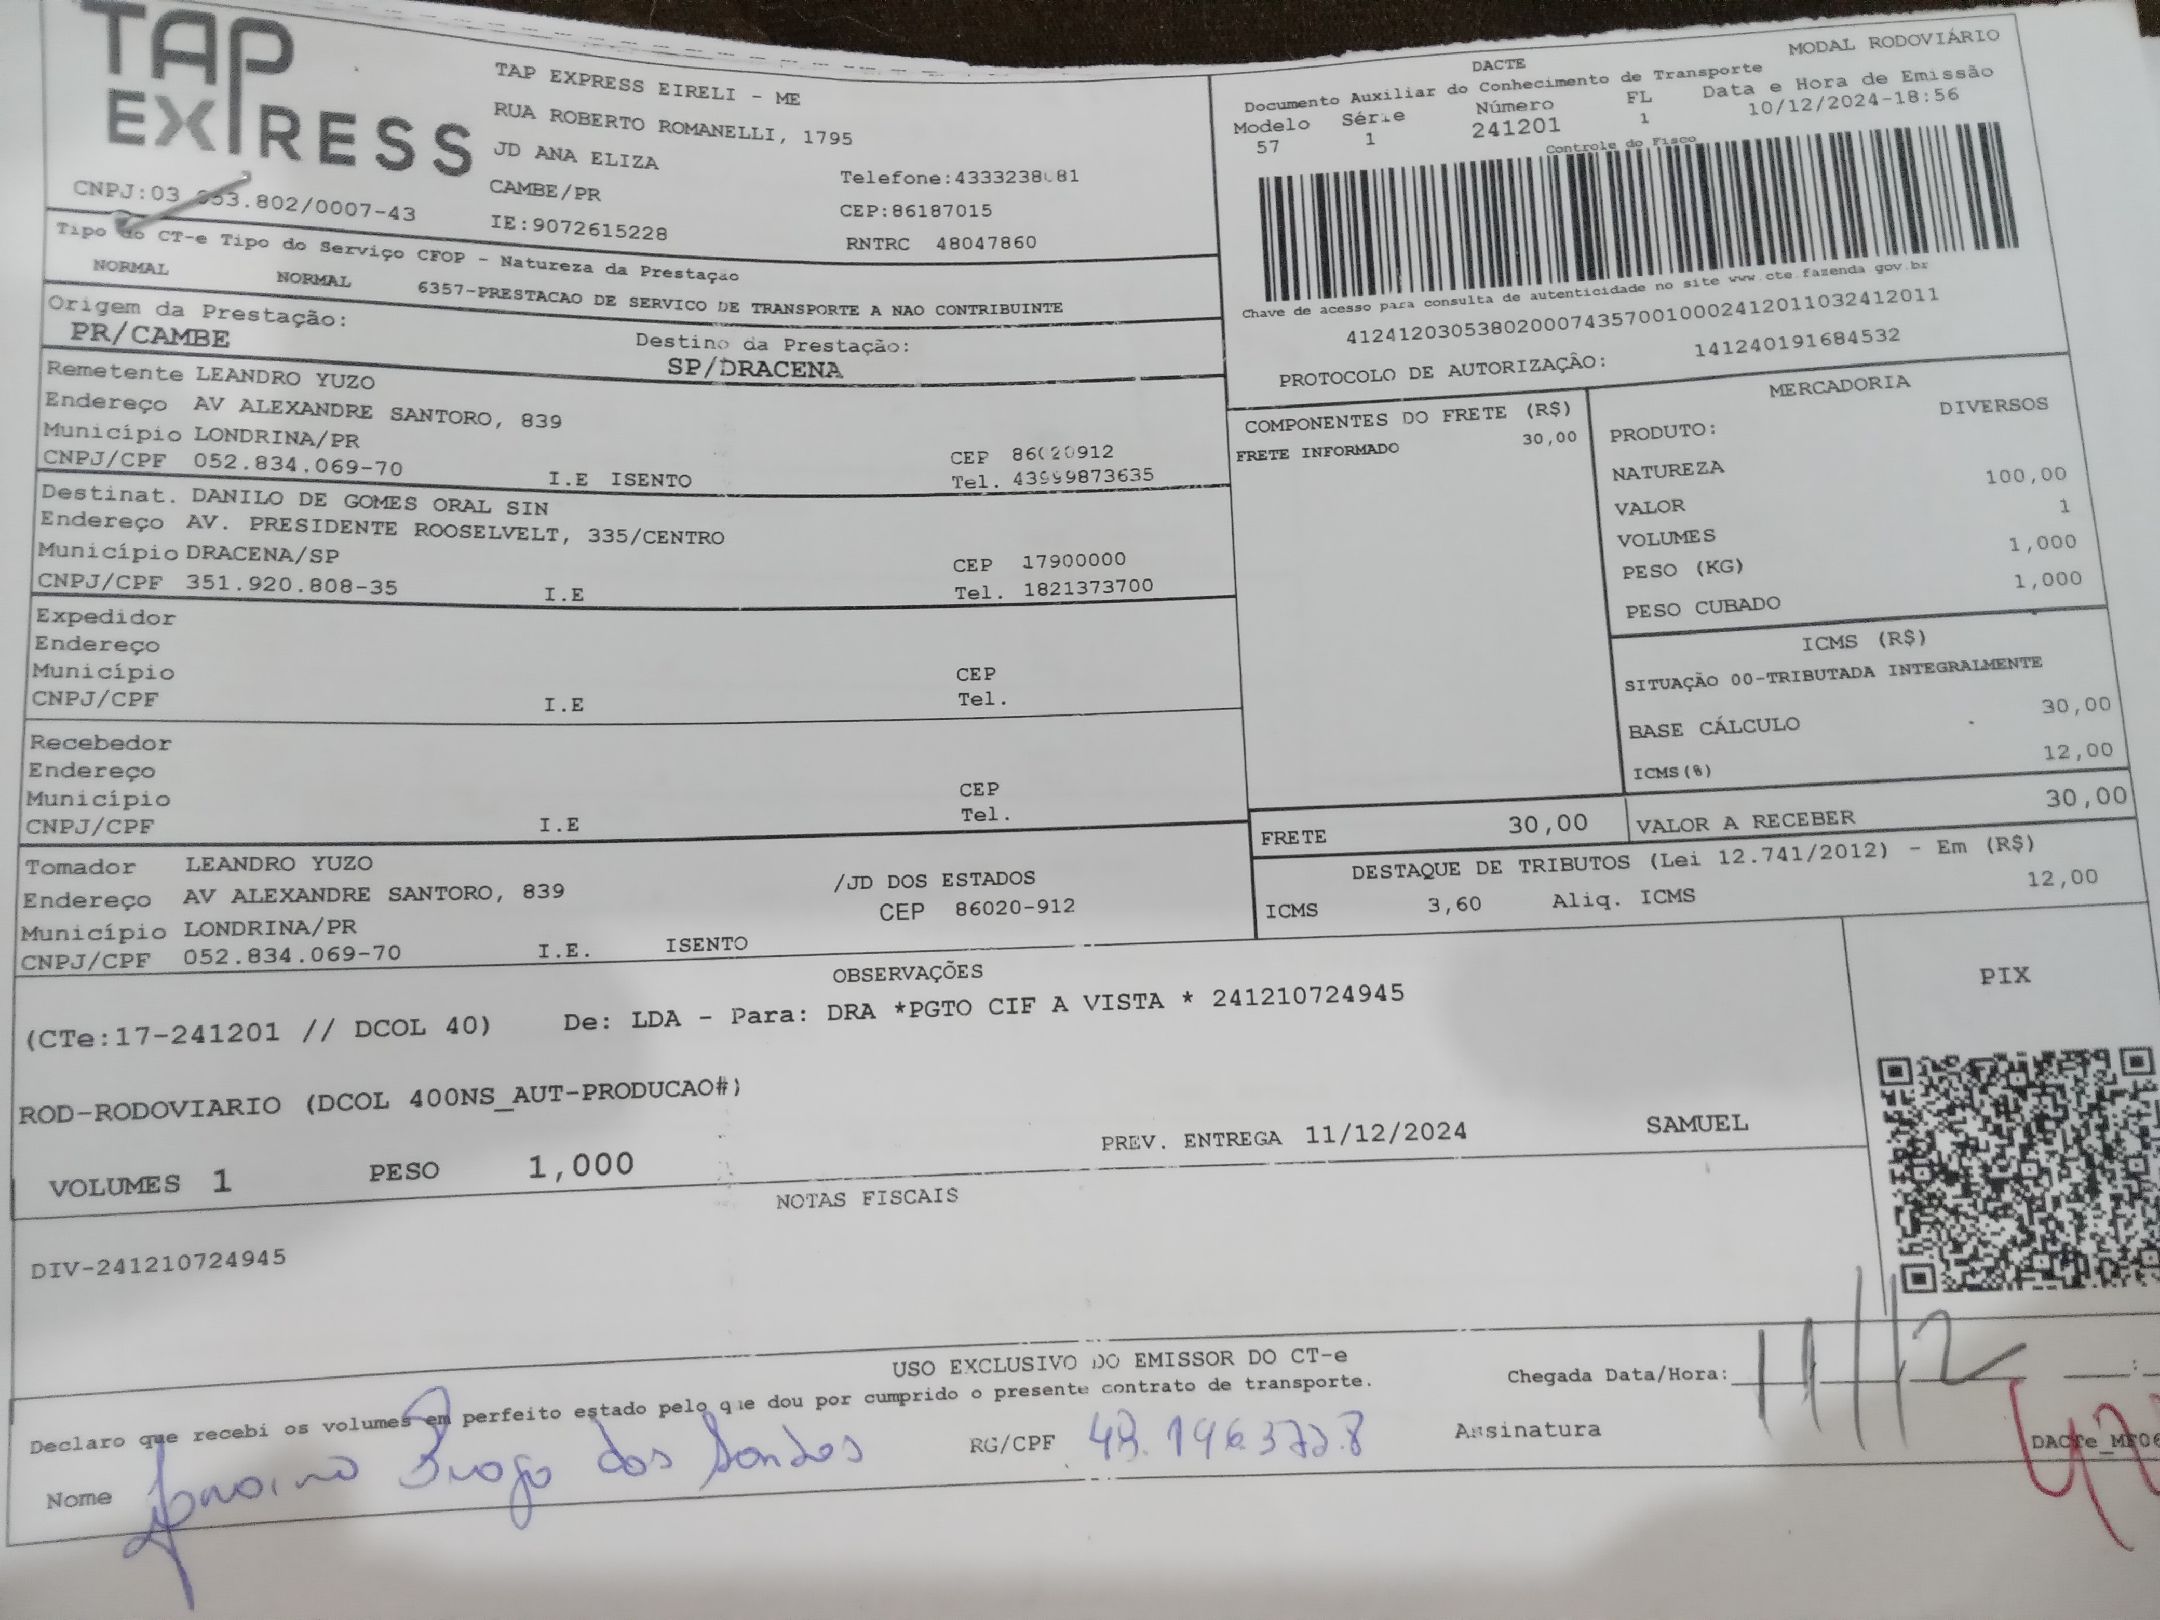 TAP
EXPRESS
CNPJ:03 053.802/0007-43
TAP EXPRESS EIRELI - ME
RUA ROBERTO ROMANELLI, 1795
JD ANA ELIZA
CAMBE/PR
IE:9072615228
Telefone:4333238081
CEP:86187015
RNTRC 48047860
MODAL RODOVIÁRIO
DACTE
Documento Auxiliar do Conhecimento de Transporte
Modelo Série Número FL Data e Hora de Emissão
57 1 241201 1 10/12/2024-18:56
Controle do Fisco
Chave de acesso para consulta de autenticidade no site www.cte.fazenda.gov.br
41241203053802000743570010002412011032412011
PROTOCOLO DE AUTORIZAÇÃO: 141240191684532
Tipo do CT-e Tipo do Serviço CFOP - Natureza da Prestação
NORMAL NORMAL 6357-PRESTACAO DE SERVICO DE TRANSPORTE A NAO CONTRIBUINTE
Origem da Prestação:
PR/CAMBE
Destino da Prestação:
SP/DRACENA
Remetente LEANDRO YUZO
Endereço AV ALEXANDRE SANTORO, 839
Município LONDRINA/PR CEP 86020912
CNPJ/CPF 052.834.069-70 I.E ISENTO Tel. 43999873635
Destinat. DANILO DE GOMES ORAL SIN
Endereço AV. PRESIDENTE ROOSELVELT, 335/CENTRO
Município DRACENA/SP CEP 17900000
CNPJ/CPF 351.920.808-35 I.E Tel. 1821373700
Expedidor
Endereço
Município CEP
CNPJ/CPF I.E Tel.
Recebedor
Endereço
Município CEP
CNPJ/CPF I.E Tel.
Tomador LEANDRO YUZO
Endereço AV ALEXANDRE SANTORO, 839 /JD DOS ESTADOS
Município LONDRINA/PR CEP 86020-912
CNPJ/CPF 052.834.069-70 I.E. ISENTO
COMPONENTES DO FRETE (R$)
FRETE INFORMADO 30,00
MERCADORIA
PRODUTO: DIVERSOS
NATUREZA
VALOR 100,00
VOLUMES 1
PESO (KG) 1,000
PESO CUBADO 1,000
ICMS (R$)
SITUAÇÃO 00-TRIBUTADA INTEGRALMENTE
BASE CÁLCULO 30,00
ICMS(%) 12,00
FRETE 30,00 VALOR A RECEBER 30,00
DESTAQUE DE TRIBUTOS (Lei 12.741/2012) - Em (R$)
ICMS 3,60 Aliq. ICMS 12,00
OBSERVAÇÕES
(CTe:17-241201 // DCOL 40) De: LDA - Para: DRA *PGTO CIF A VISTA * 241210724945
ROD-RODOVIARIO (DCOL 400NS_AUT-PRODUCAO#)
PREV. ENTREGA 11/12/2024 SAMUEL
VOLUMES 1 PESO 1,000
PIX
NOTAS FISCAIS
DIV-241210724945
USO EXCLUSIVO DO EMISSOR DO CT-e
Declaro que recebi os volumes em perfeito estado pelo que dou por cumprido o presente contrato de transporte.
Chegada Data/Hora: 11/12
Nome dos Santos RG/CPF Assinatura